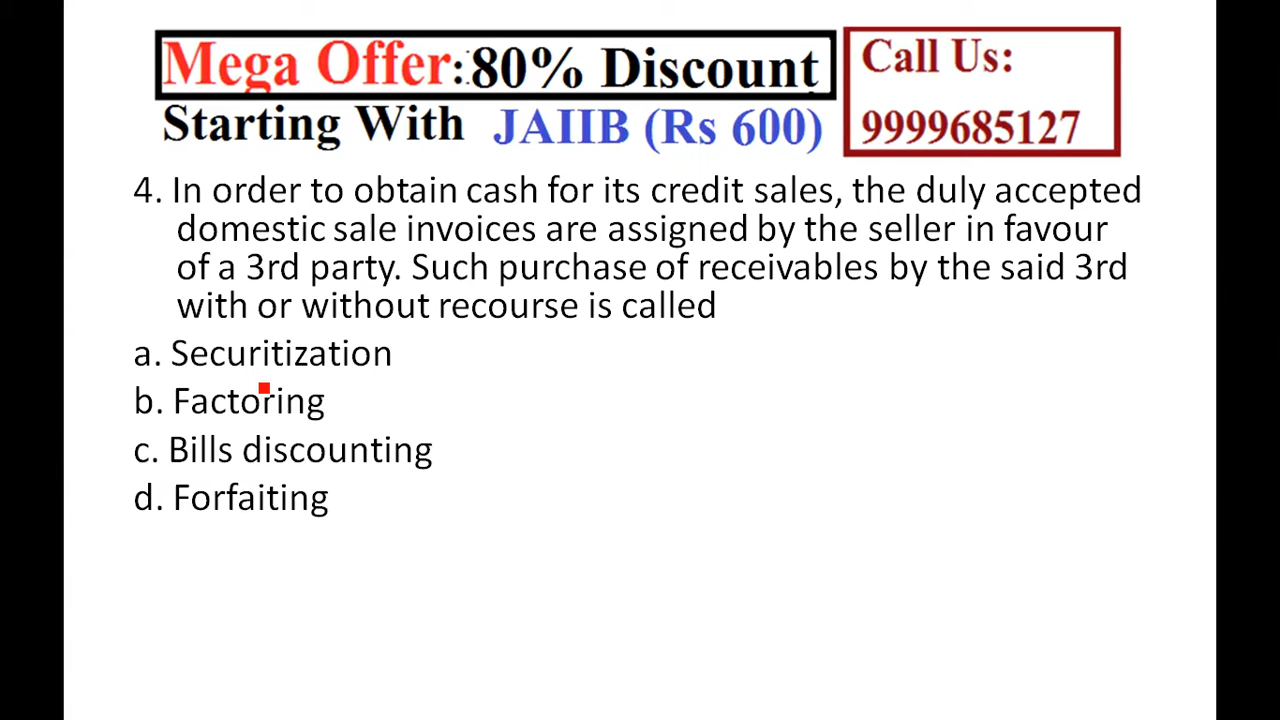 Mega Offer: 80% Discount
Call Us:
Starting With JAIIB (Rs 600)
9999685127
4. In order to obtain cash for its credit sales, the duly accepted
domestic sale invoices are assigned by the seller in favour
of a 3rd party. Such purchase of receivables by the said 3rd
with or without recourse is called
a. Securitization
b. Factoring
c. Bills discounting
d. Forfaiting